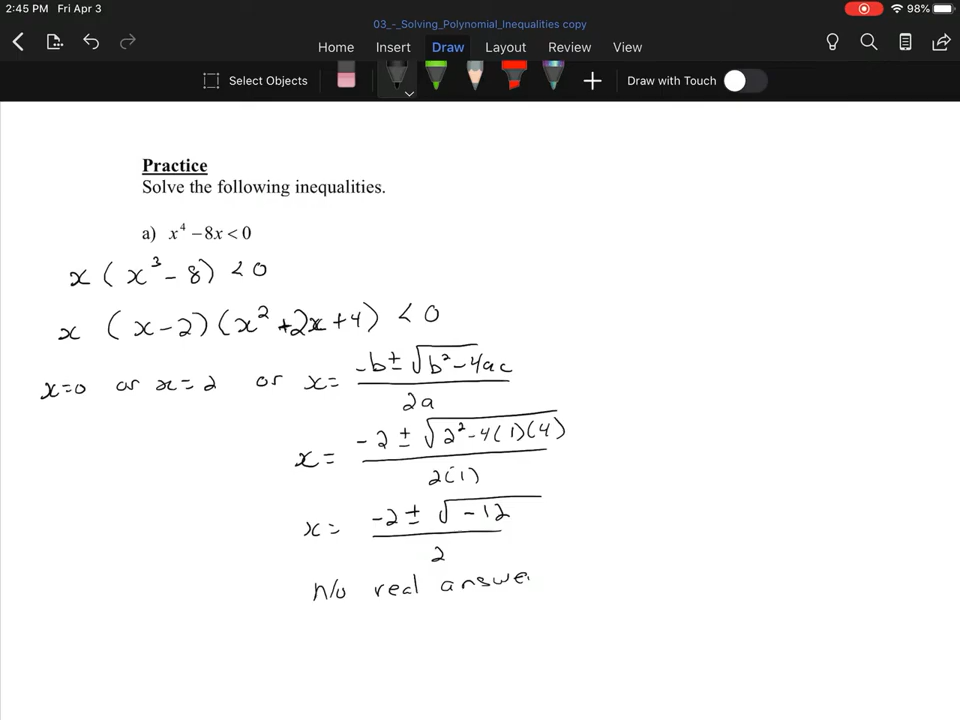 2:45 PM Fri Apr 3 98%
03_-_Solving_Polynomial_Inequalities copy
Home Insert Draw Layout Review View
Select Objects Draw with Touch
Practice
Solve the following inequalities.
a) x⁴ − 8x < 0
x (x³ − 8) < 0
x (x − 2)(x² + 2x + 4) < 0
x=0 or x=2 or x= (-b ± √(b² − 4ac)) / 2a
x= (-2 ± √(2² − 4(1)(4))) / 2(1)
x= (-2 ± √(-12)) / 2
no real answe